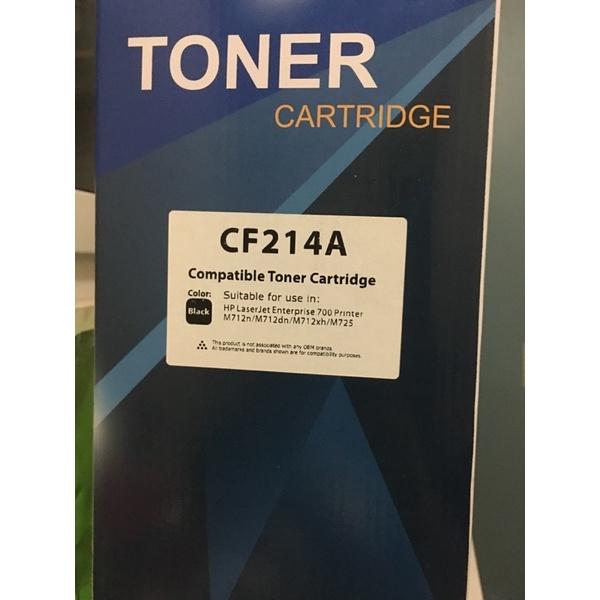 TONER
CARTRIDGE
CF214A
Compatible Toner Cartridge
Color:
Black
Suitable for use in:
HP LaserJet Enterprise 700 Printer
M712n/M712dn/M712xh/M725
This product is not associated with any OEM brands
All trademarks and brands shown are for compatibility purposes.